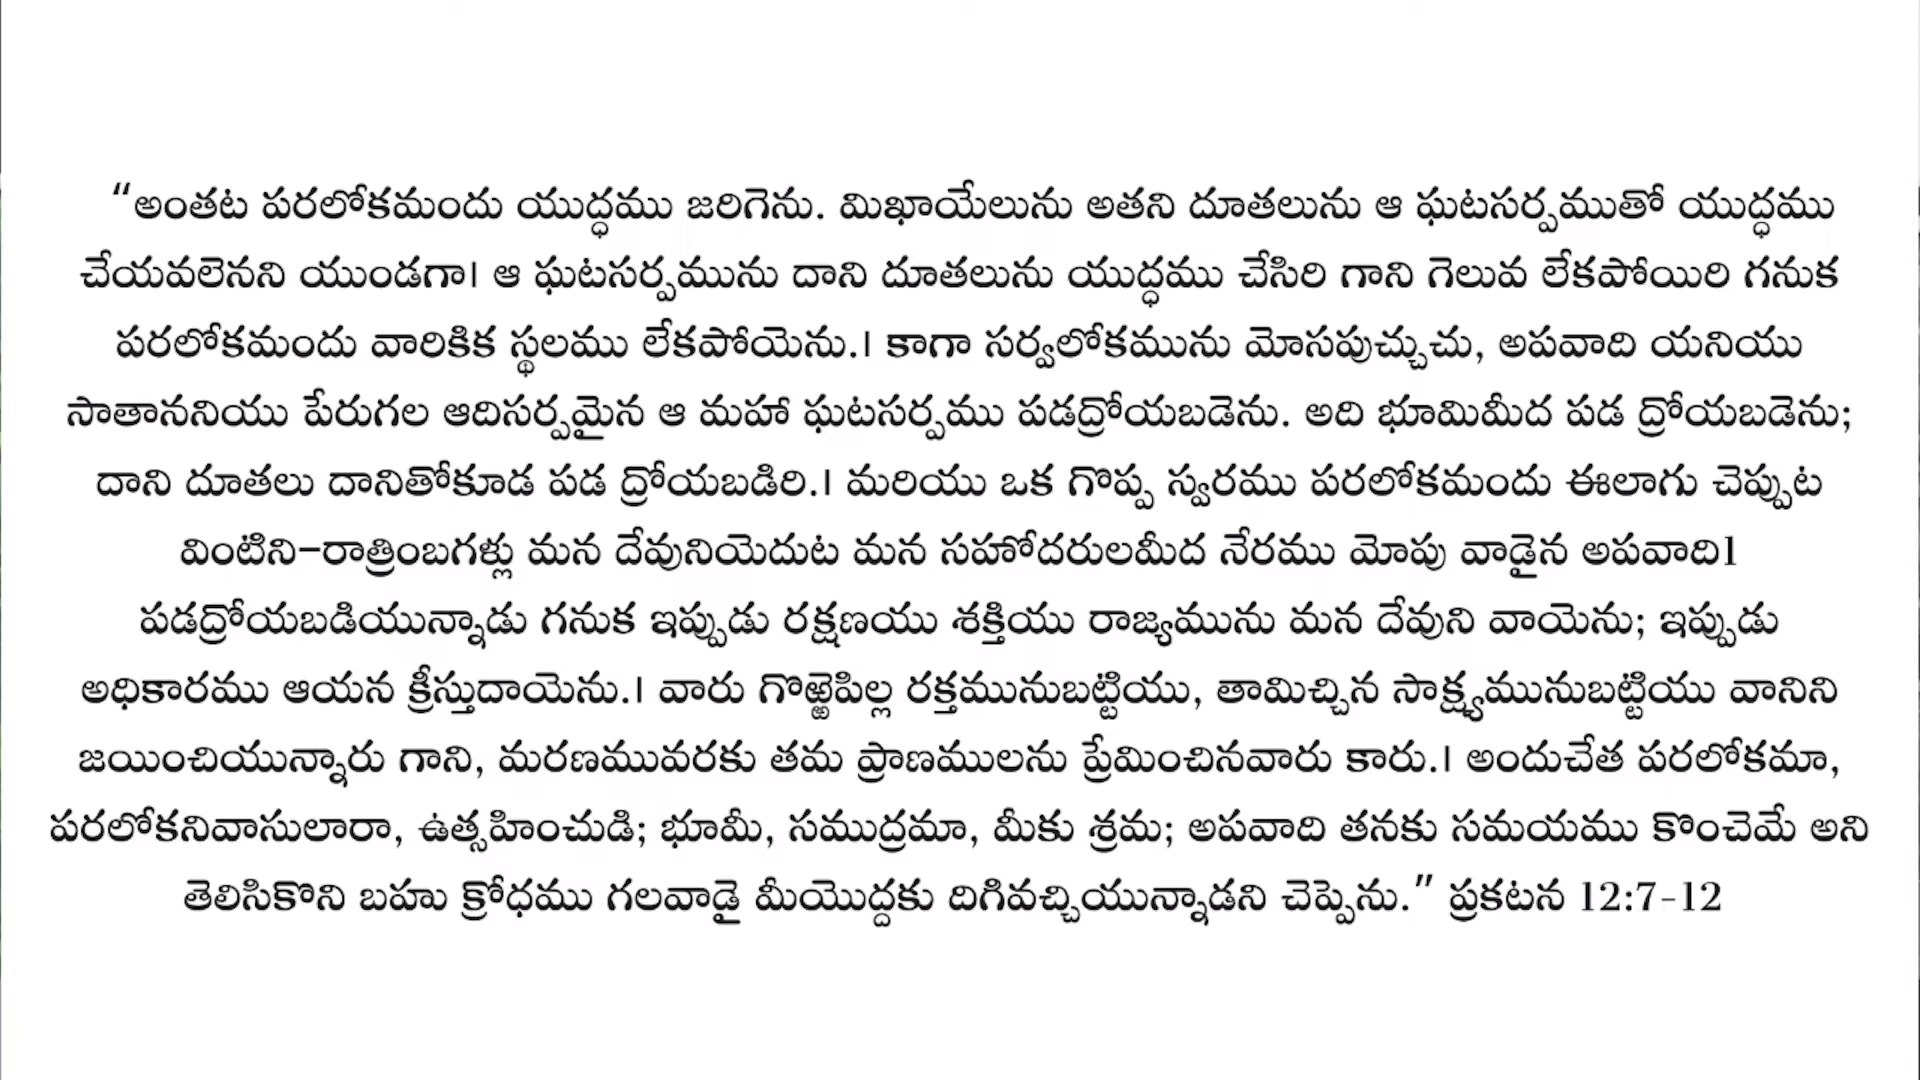 “అంతట పరలోకమందు యుద్ధము జరిగెను. మిఖాయేలును అతని దూతలును ఆ ఘటసర్పముతో యుద్ధము
చేయవలెనని యుండగా। ఆ ఘటసర్పమును దాని దూతలును యుద్ధము చేసిరి గాని గెలువ లేకపోయిరి గనుక
పరలోకమందు వారికిక స్థలము లేకపోయెను.। కాగా సర్వలోకమును మోసపుచ్చుచు, అపవాది యనియు
సాతాననియు పేరుగల ఆదిసర్పమైన ఆ మహా ఘటసర్పము పడద్రోయబడెను. అది భూమిమీద పడ ద్రోయబడెను;
దాని దూతలు దానితోకూడ పడ ద్రోయబడిరి.। మరియు ఒక గొప్ప స్వరము పరలోకమందు ఈలాగు చెప్పుట
వింటిని–రాత్రింబగళ్లు మన దేవునియెదుట మన సహోదరులమీద నేరము మోపు వాడైన అపవాది1
పడద్రోయబడియున్నాడు గనుక ఇప్పుడు రక్షణయు శక్తియు రాజ్యమును మన దేవుని వాయెను; ఇప్పుడు
అధికారము ఆయన క్రీస్తుదాయెను.। వారు గొఱ్ఱెపిల్ల రక్తమునుబట్టియు, తామిచ్చిన సాక్ష్యమునుబట్టియు వానిని
జయించియున్నారు గాని, మరణమువరకు తమ ప్రాణములను ప్రేమించినవారు కారు.। అందుచేత పరలోకమా,
పరలోకనివాసులారా, ఉత్సహించుడి; భూమీ, సముద్రమా, మీకు శ్రమ; అపవాది తనకు సమయము కొంచెమే అని
తెలిసికొని బహు క్రోధము గలవాడై మీయొద్దకు దిగివచ్చియున్నాడని చెప్పెను.” ప్రకటన 12:7-12